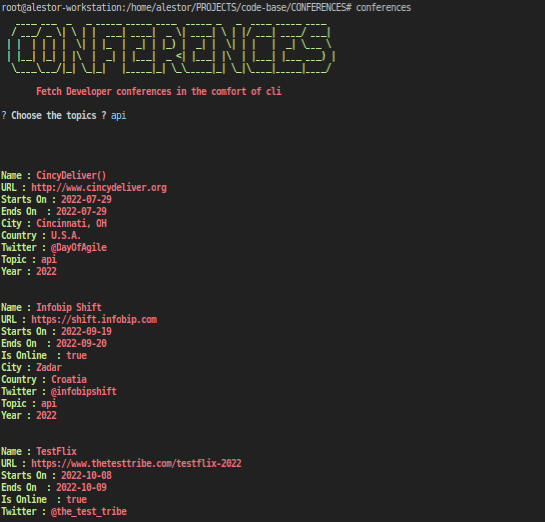 root@alestor-workstation:/home/alestor/PROJECTS/code-base/CONFERENCES# conferences
CONFERENCES
Fetch Developer conferences in the comfort of cli
? Choose the topics ? api
Name : CincyDeliver()
URL : http://www.cincydeliver.org
Starts On : 2022-07-29
Ends On  : 2022-07-29
City : Cincinnati, OH
Country : U.S.A.
Twitter : @DayOfAgile
Topic : api
Year : 2022
Name : Infobip Shift
URL : https://shift.infobip.com
Starts On : 2022-09-19
Ends On  : 2022-09-20
Is Online  : true
City : Zadar
Country : Croatia
Twitter : @infobipshift
Topic : api
Year : 2022
Name : TestFlix
URL : https://www.thetesttribe.com/testflix-2022
Starts On : 2022-10-08
Ends On  : 2022-10-09
Is Online  : true
Twitter : @the_test_tribe